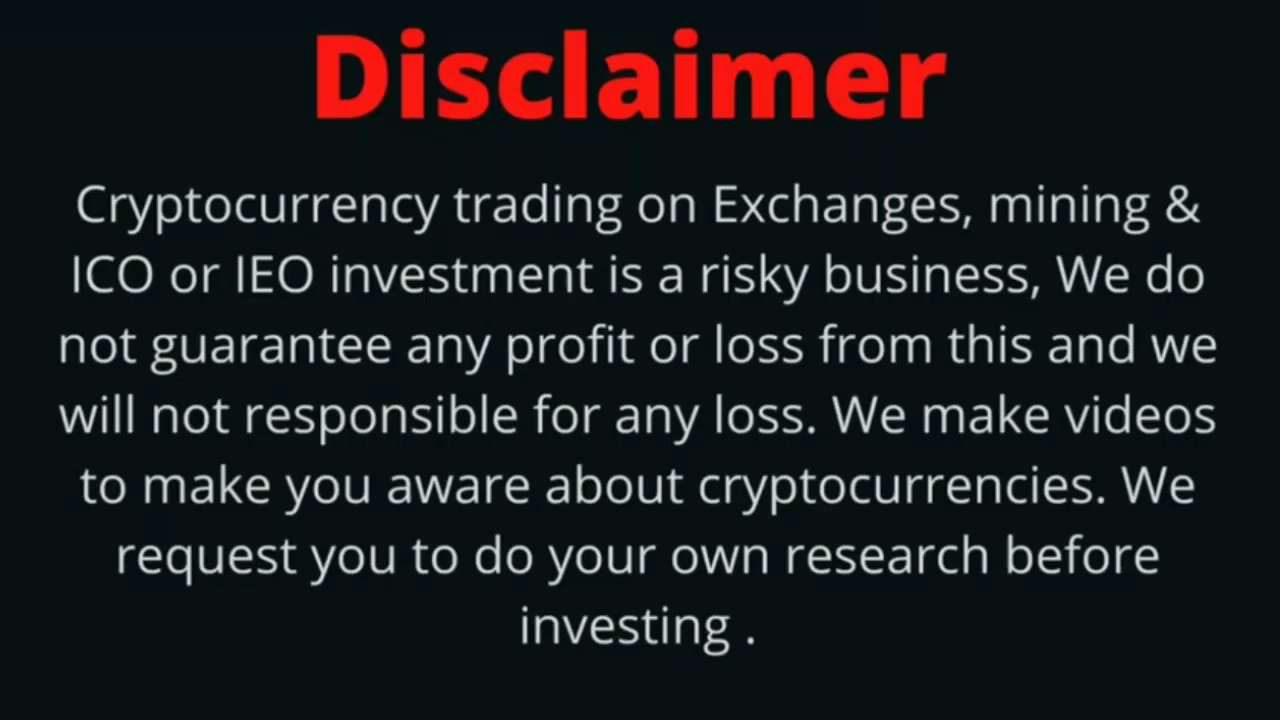 Disclaimer
Cryptocurrency trading on Exchanges, mining &
ICO or IEO investment is a risky business, We do
not guarantee any profit or loss from this and we
will not responsible for any loss. We make videos
to make you aware about cryptocurrencies. We
request you to do your own research before
investing .